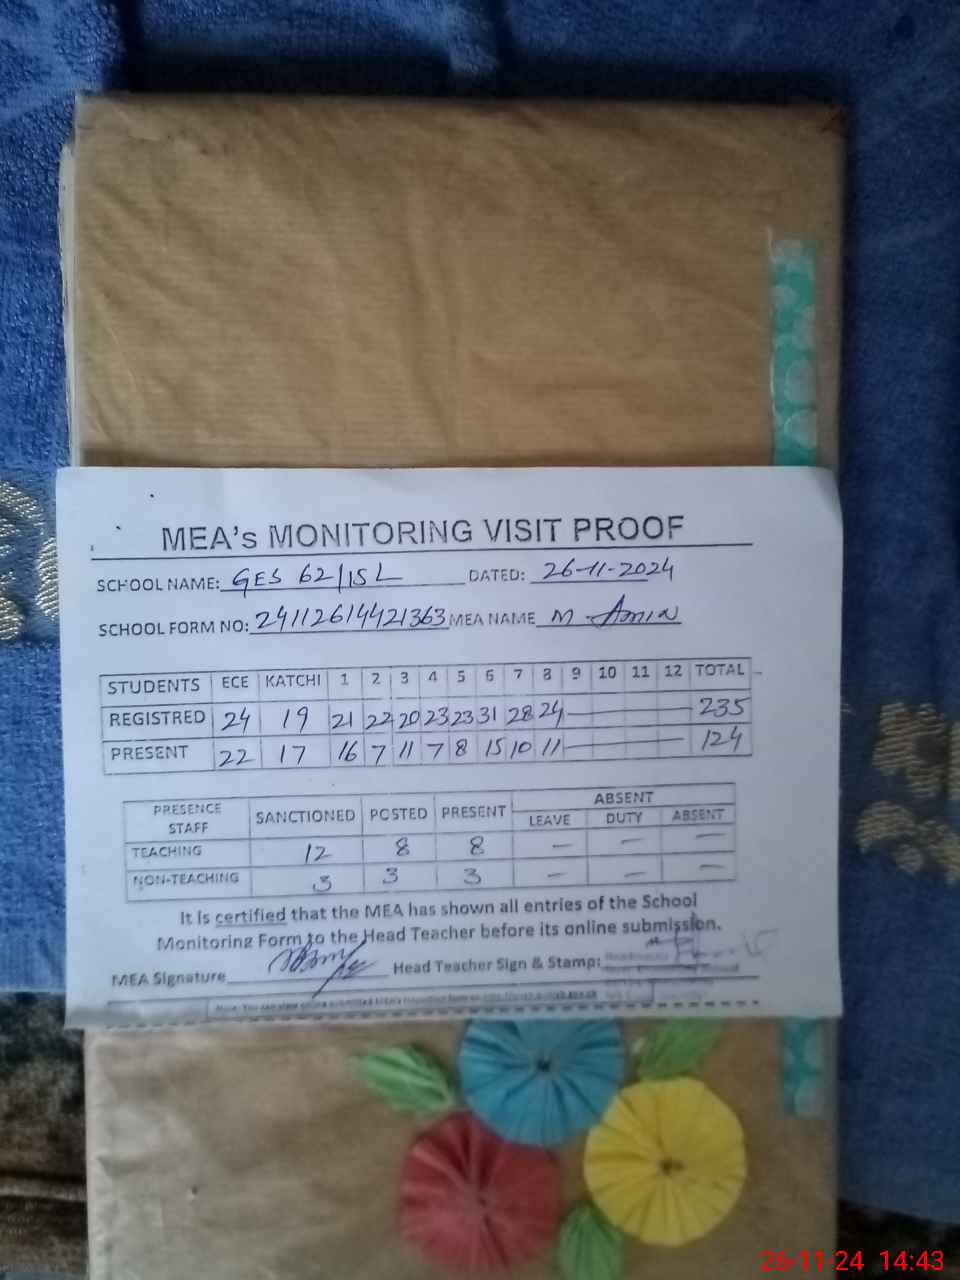 MEA's MONITORING VISIT PROOF
SCHOOL NAME: GES 62/15L DATED: 26-11-2024
SCHOOL FORM NO: 24112614421363 MEA NAME M-Amin
STUDENTS ECE KATCHI 1 2 3 4 5 6 7 8 9 10 11 12 TOTAL
REGISTRED 24 19 21 22 20 23 23 31 28 24 — 235
PRESENT 22 17 16 7 11 7 8 15 10 11 — 124
PRESENCE STAFF SANCTIONED POSTED PRESENT ABSENT
LEAVE DUTY ABSENT
TEACHING 12 8 8 — — —
NON-TEACHING 3 3 3 — — —
It is certified that the MEA has shown all entries of the School
Monitoring Form to the Head Teacher before its online submission.
MEA Signature Head Teacher Sign & Stamp:
26-11-24 14:43